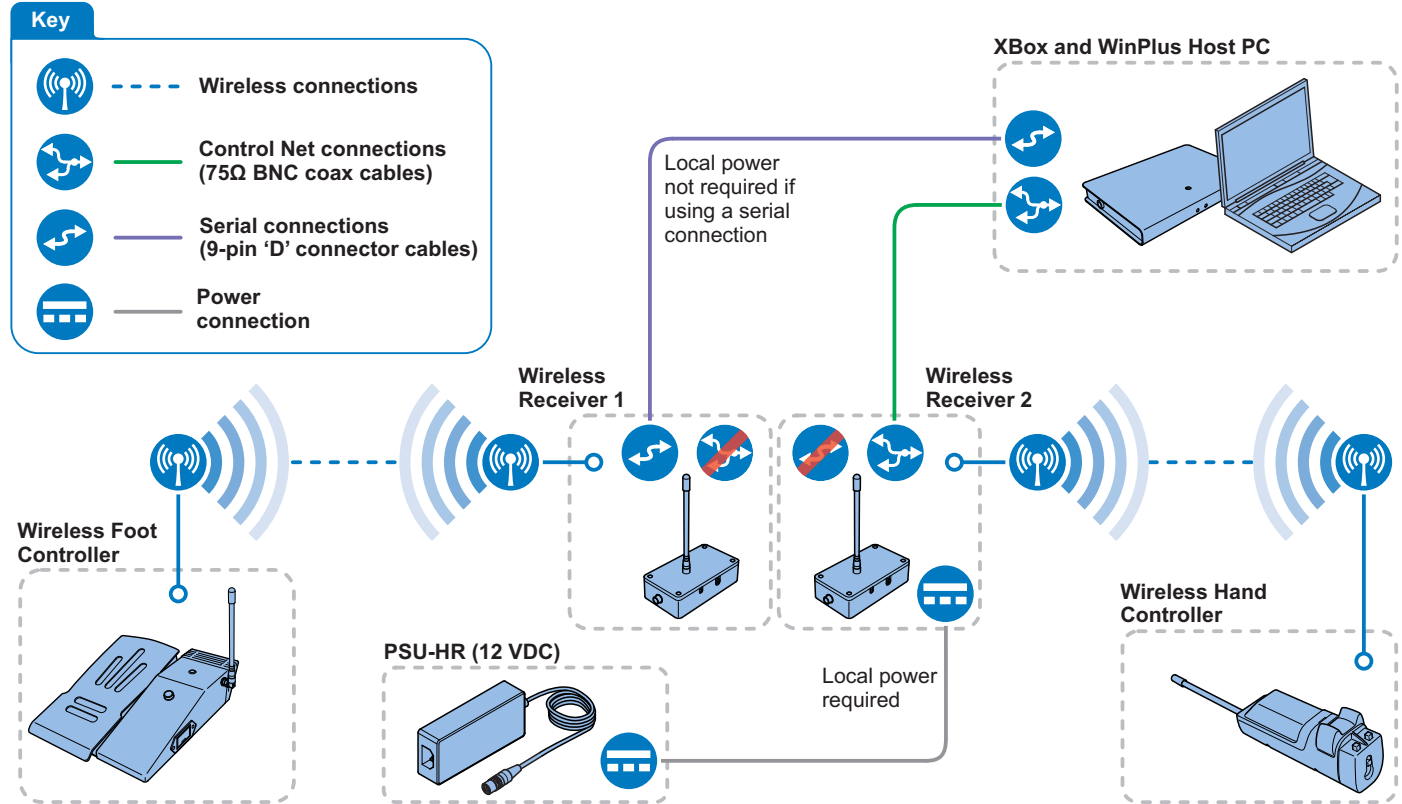 Key
Wireless connections
Control Net connections
(75Ω BNC coax cables)
Serial connections
(9-pin ‘D’ connector cables)
Power
connection
XBox and WinPlus Host PC
Local power
not required if
using a serial
connection
Wireless
Receiver 1
Wireless
Receiver 2
Wireless Foot
Controller
Wireless Hand
Controller
PSU-HR (12 VDC)
Local power
required